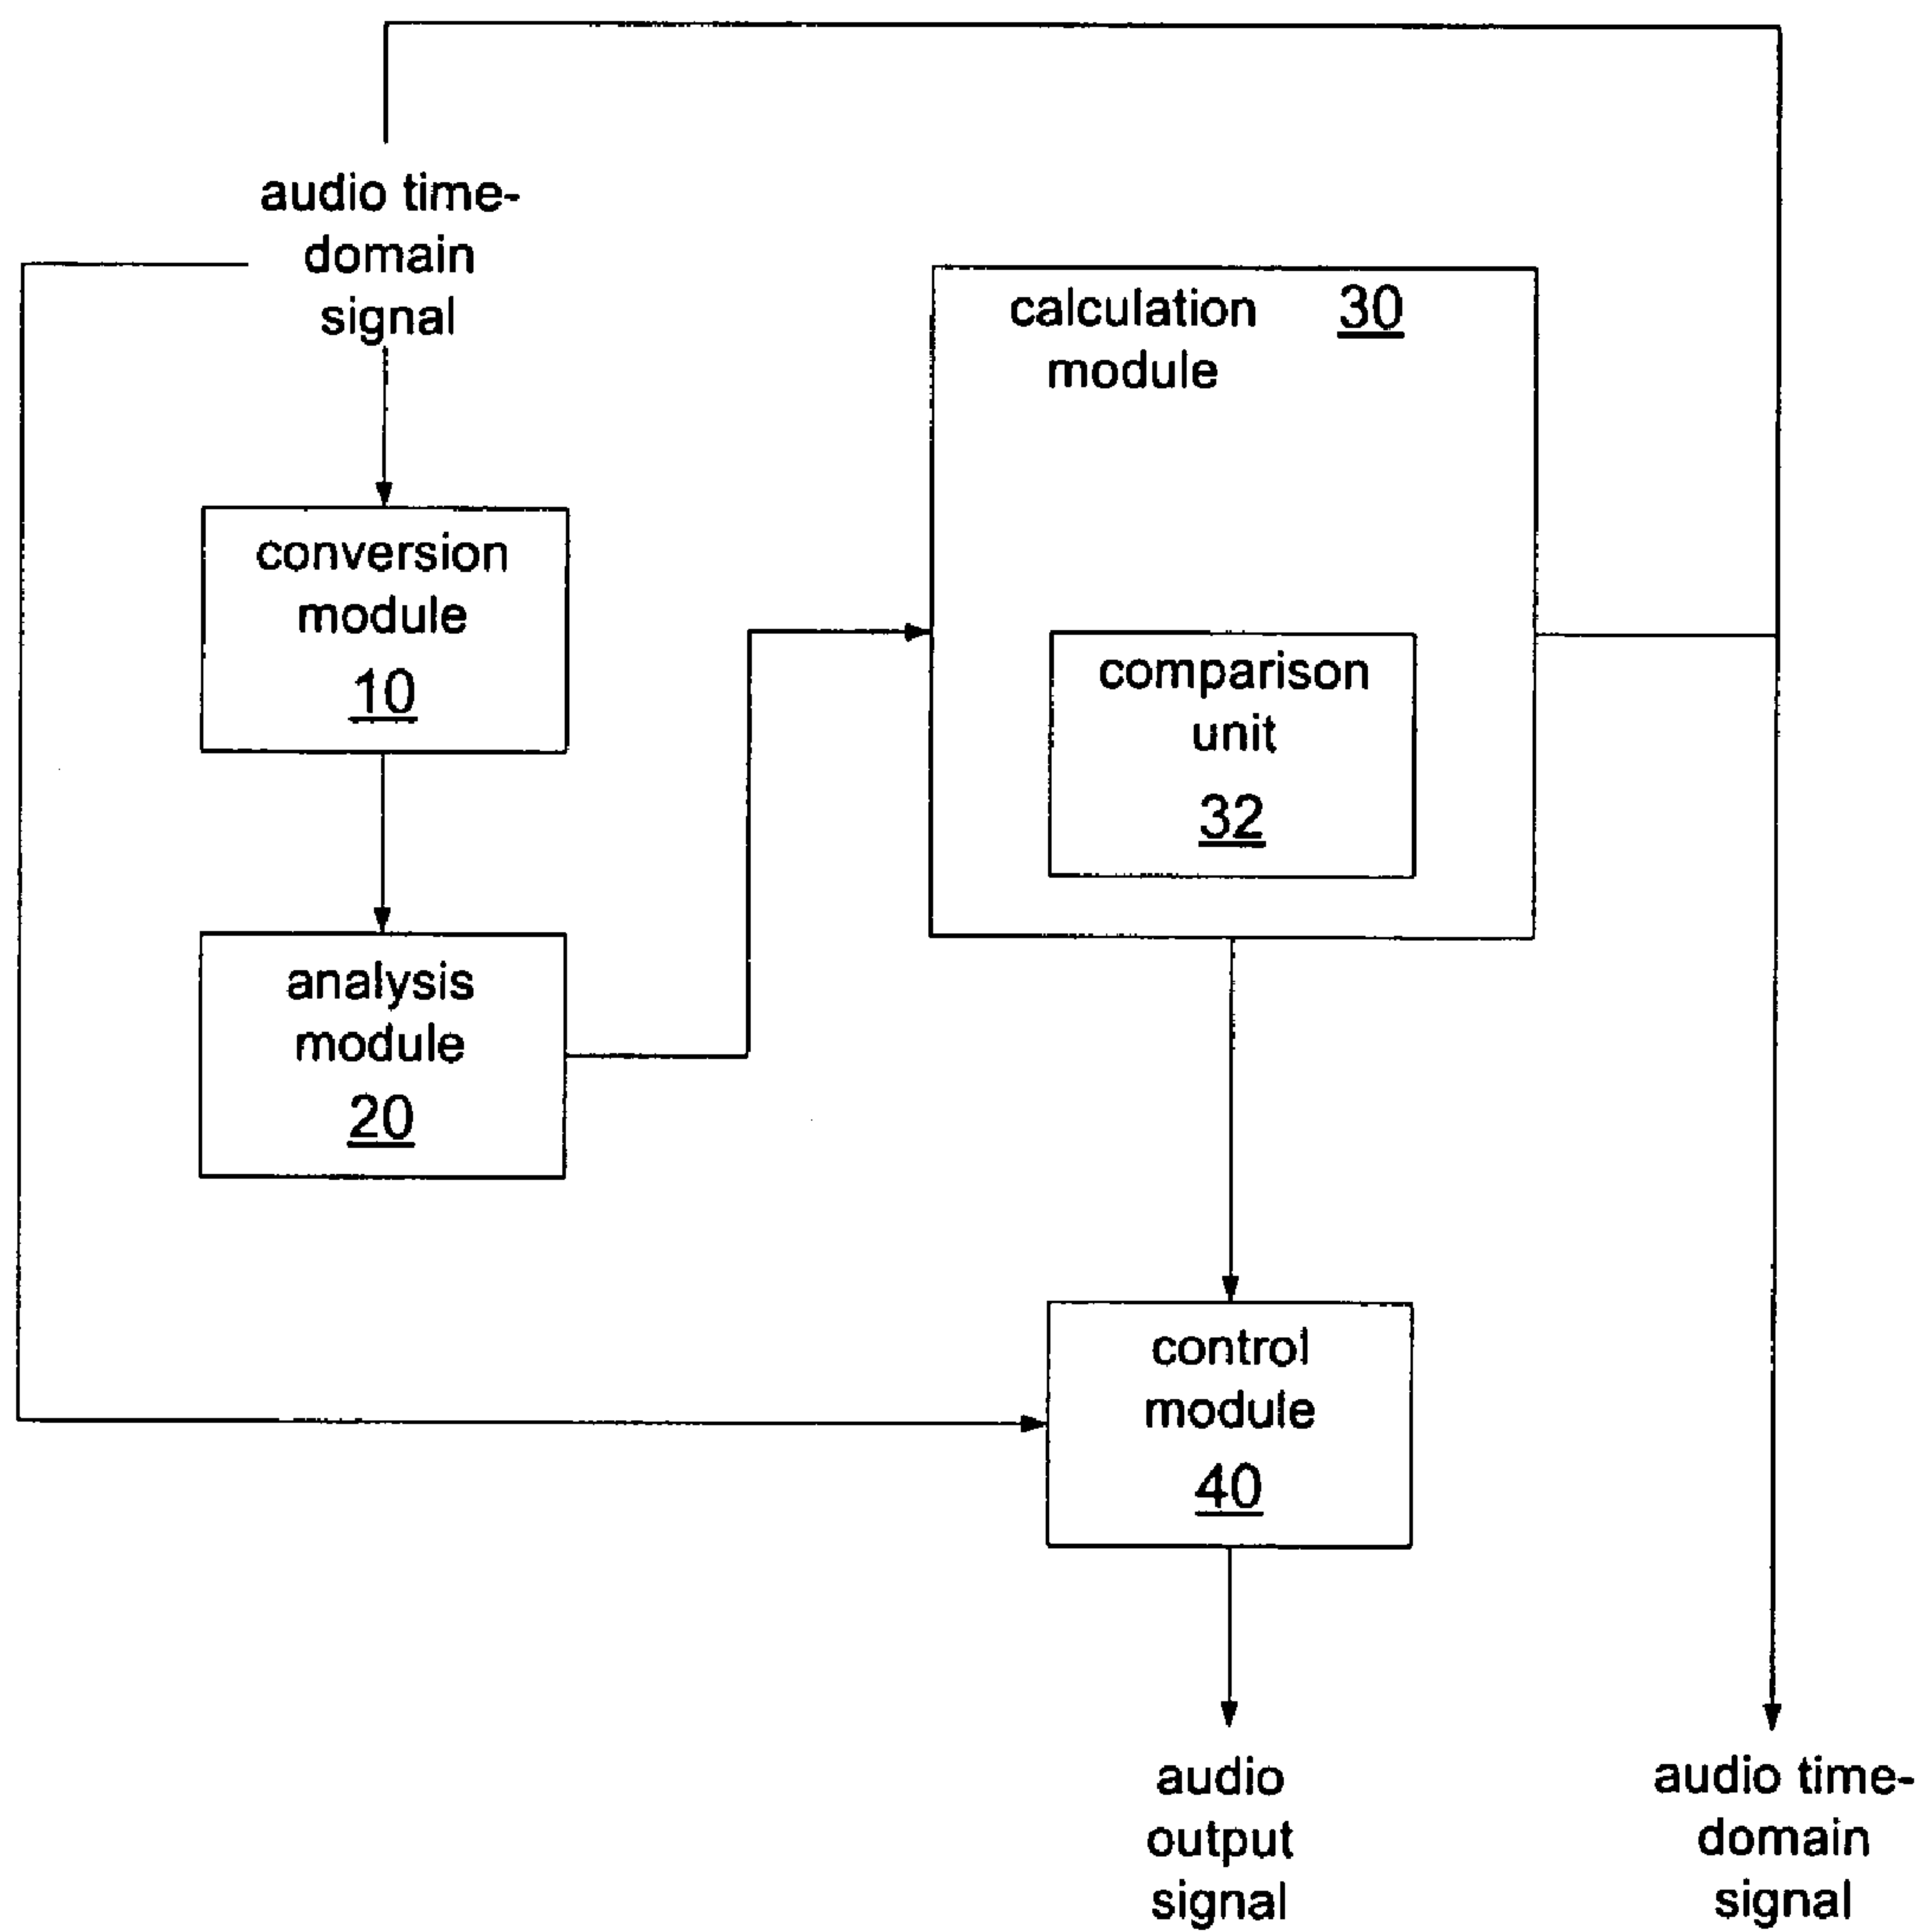 audio time-
domain
signal
calculation 30
module
conversion
module
10
comparison
unit
32
analysis
module
20
control
module
40
audio
output
signal
audio time-
domain
signal